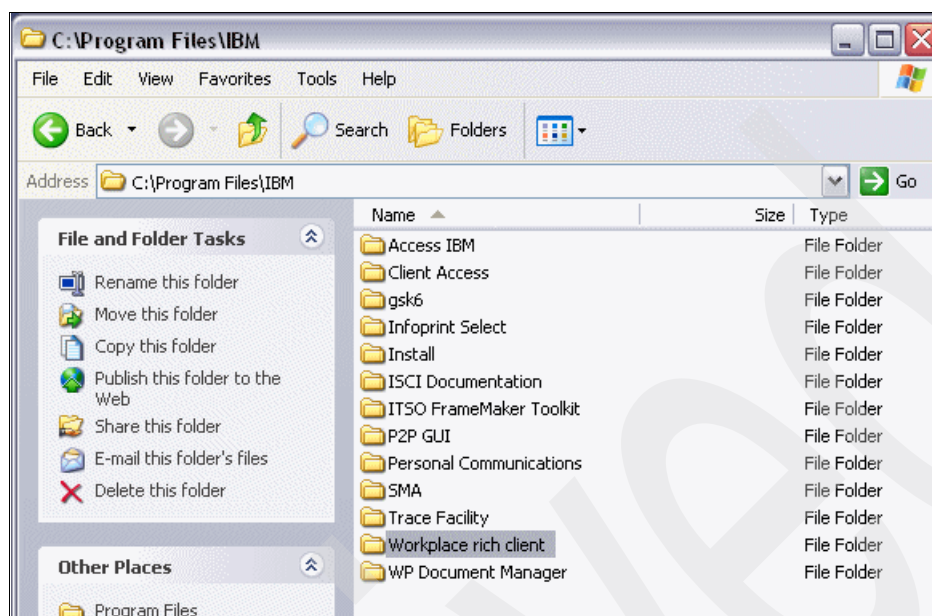 C:\Program Files\IBM
File Edit View Favorites Tools Help
Back Search Folders
Address C:\Program Files\IBM Go
Name Size Type
File and Folder Tasks
Rename this folder
Move this folder
Copy this folder
Publish this folder to the
Web
Share this folder
E-mail this folder's files
Delete this folder
Other Places
Program Files
Access IBM File Folder
Client Access File Folder
gsk6 File Folder
Infoprint Select File Folder
Install File Folder
ISCI Documentation File Folder
ITSO FrameMaker Toolkit File Folder
P2P GUI File Folder
Personal Communications File Folder
SMA File Folder
Trace Facility File Folder
Workplace rich client File Folder
WP Document Manager File Folder